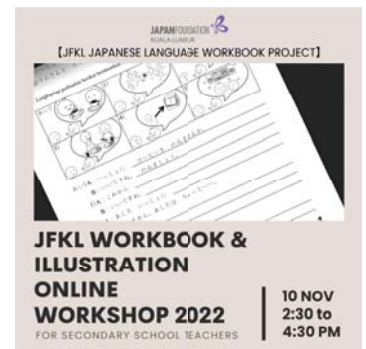 JAPANFOUNDATION
KUALA LUMPUR
【JFKL JAPANESE LANGUAGE WORKBOOK PROJECT】
JFKL WORKBOOK &
ILLUSTRATION
ONLINE
WORKSHOP 2022
FOR SECONDARY SCHOOL TEACHERS
10 NOV
2:30 to
4:30 PM